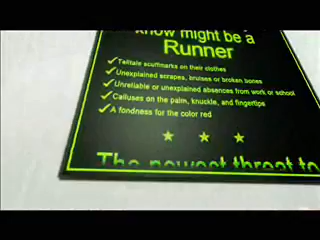 know might be a
Runner
Telltale scuffmarks on their clothes
Unexplained scrapes, bruises or broken bones
Unreliable or unexplained absences from work or school
Calluses on the palm, knuckle, and fingertips
A fondness for the color red
The newest threat to